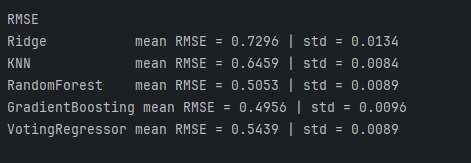 RMSE
Ridge           mean RMSE = 0.7296 | std = 0.0134
KNN             mean RMSE = 0.6459 | std = 0.0084
RandomForest    mean RMSE = 0.5053 | std = 0.0089
GradientBoosting mean RMSE = 0.4956 | std = 0.0096
VotingRegressor mean RMSE = 0.5439 | std = 0.0089